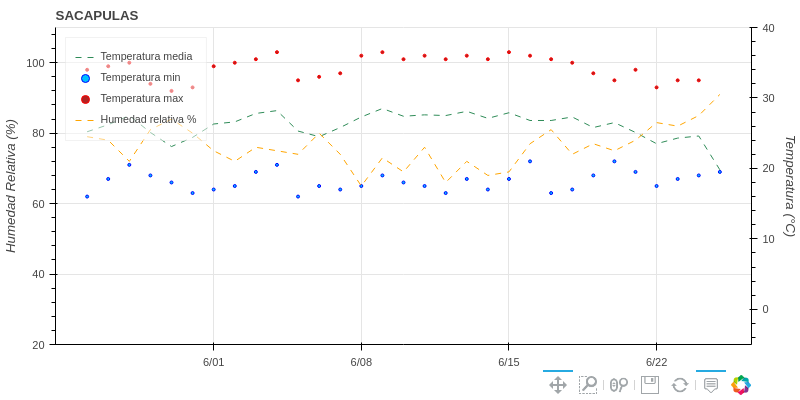 SACAPULAS
Temperatura media
Temperatura min
Temperatura max
Humedad relativa %
Humedad Relativa (%)
100
80
60
40
20
Temperatura (°C)
40
30
20
10
0
6/01
6/08
6/15
6/22